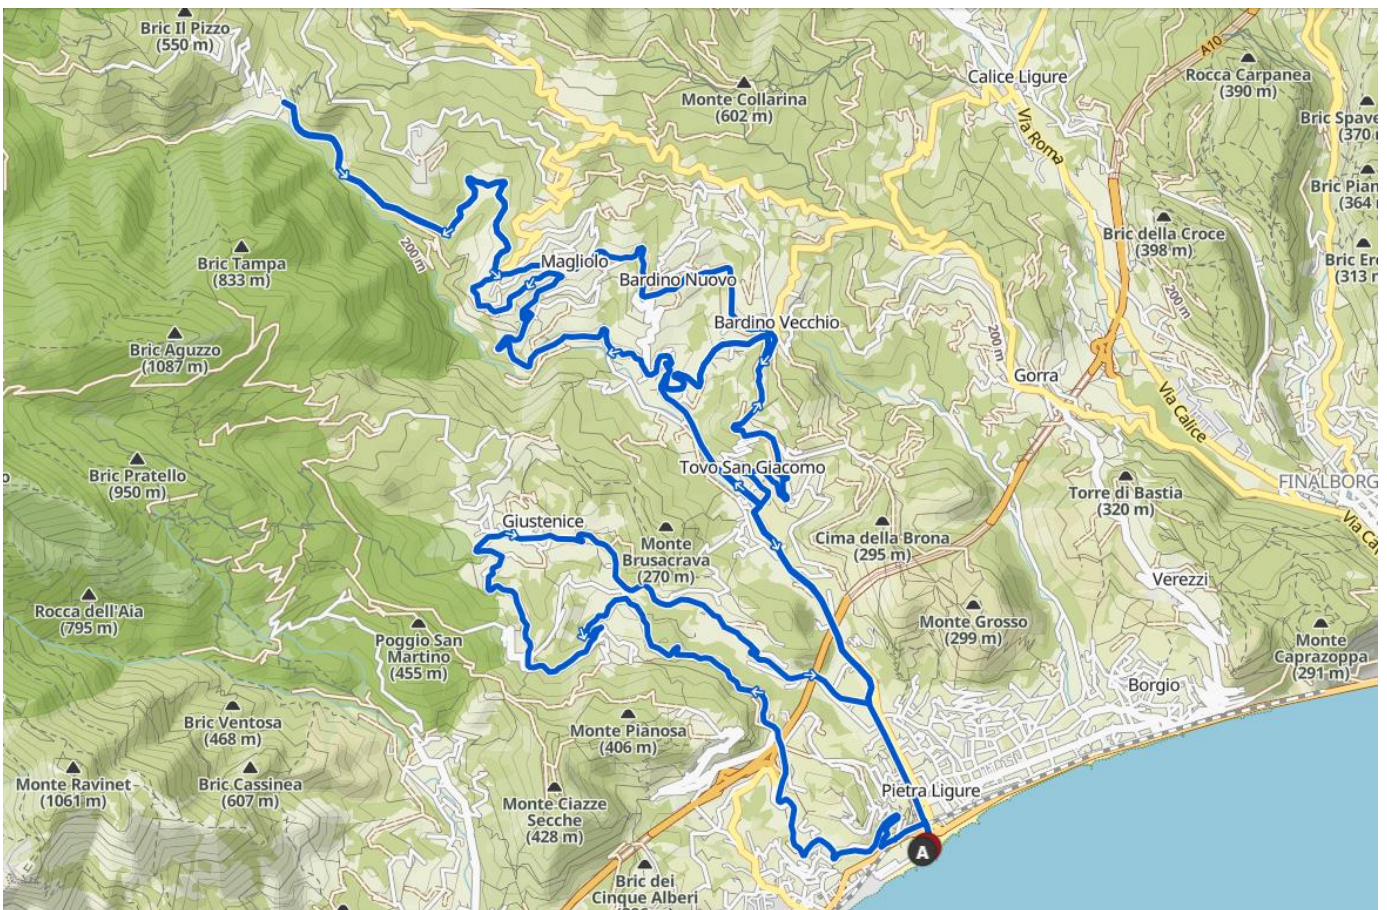 Bric Il Pizzo
(550 m)
A10
Calice Ligure
Rocca Carpanea
(390 m)
Monte Collarina
(602 m)
Bric Spave
(370
Via Roma
Bric Pian
(364
Bric della Croce
(398 m)
200 m
Bric Tampa
(833 m)
Magliolo
Bric Ere
(313 m
Bardino Nuovo
200 m
Bardino Vecchio
200 m
Bric Aguzzo
(1087 m)
Gorra
Via Calice
Tovo San Giacomo
Bric Pratello
(950 m)
FINALBORG
Torre di Bastia
(320 m)
Giustenice
Via Ca
Monte
Brusacrava
(270 m)
Cima della Brona
(295 m)
Verezzi
Rocca dell'Aia
(795 m)
Poggio San
Martino
(455 m)
Monte Grosso
(299 m)
Monte
Caprazoppa
(291 m)
Borgio
Bric Ventosa
(468 m)
Monte Pianosa
(406 m)
Monte Ravinet
(1061 m)
Bric Cassinea
(607 m)
Pietra Ligure
Monte Ciazze
Secche
(428 m)
A
Bric dei
Cinque Alberi